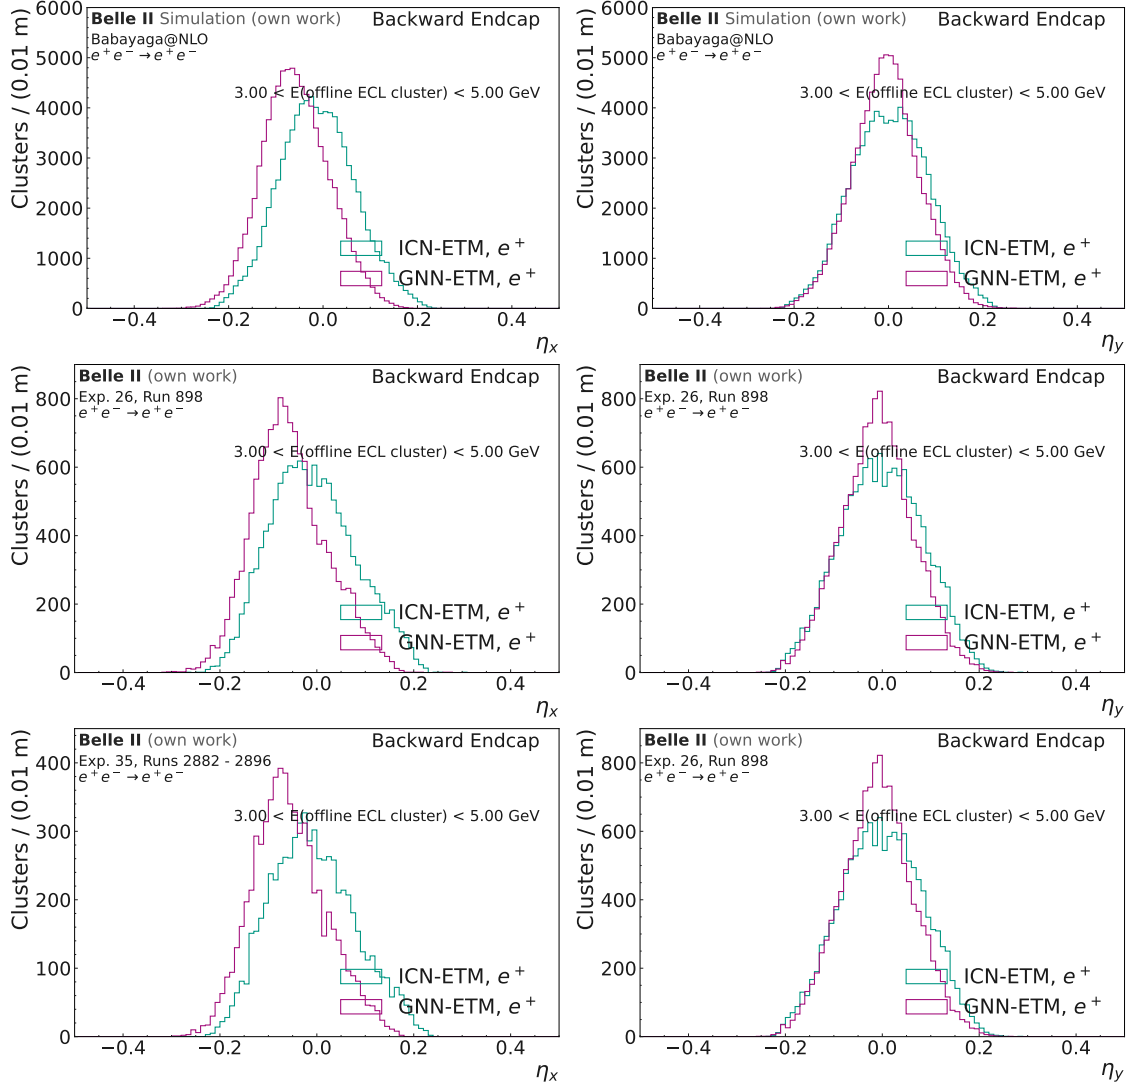 Belle II Simulation (own work)
Backward Endcap
Babayaga@NLO
e⁺e⁻ → e⁺e⁻
3.00 < E(offline ECL cluster) < 5.00 GeV
ICN-ETM, e⁺
GNN-ETM, e⁺
Clusters / (0.01 m)
6000
5000
4000
3000
2000
1000
0
−0.4 −0.2 0.0 0.2 0.4
ηx
Belle II Simulation (own work)
Backward Endcap
Babayaga@NLO
e⁺e⁻ → e⁺e⁻
3.00 < E(offline ECL cluster) < 5.00 GeV
ICN-ETM, e⁺
GNN-ETM, e⁺
Clusters / (0.01 m)
6000
5000
4000
3000
2000
1000
0
−0.4 −0.2 0.0 0.2 0.4
ηy
Belle II (own work)
Backward Endcap
Exp. 26, Run 898
e⁺e⁻ → e⁺e⁻
3.00 < E(offline ECL cluster) < 5.00 GeV
ICN-ETM, e⁺
GNN-ETM, e⁺
Clusters / (0.01 m)
800
600
400
200
0
−0.4 −0.2 0.0 0.2 0.4
ηx
Belle II (own work)
Backward Endcap
Exp. 26, Run 898
e⁺e⁻ → e⁺e⁻
3.00 < E(offline ECL cluster) < 5.00 GeV
ICN-ETM, e⁺
GNN-ETM, e⁺
Clusters / (0.01 m)
800
600
400
200
0
−0.4 −0.2 0.0 0.2 0.4
ηy
Belle II (own work)
Backward Endcap
Exp. 35, Runs 2882 - 2896
e⁺e⁻ → e⁺e⁻
3.00 < E(offline ECL cluster) < 5.00 GeV
ICN-ETM, e⁺
GNN-ETM, e⁺
Clusters / (0.01 m)
400
300
200
100
0
−0.4 −0.2 0.0 0.2 0.4
ηx
Belle II (own work)
Backward Endcap
Exp. 26, Run 898
e⁺e⁻ → e⁺e⁻
3.00 < E(offline ECL cluster) < 5.00 GeV
ICN-ETM, e⁺
GNN-ETM, e⁺
Clusters / (0.01 m)
800
600
400
200
0
−0.4 −0.2 0.0 0.2 0.4
ηy